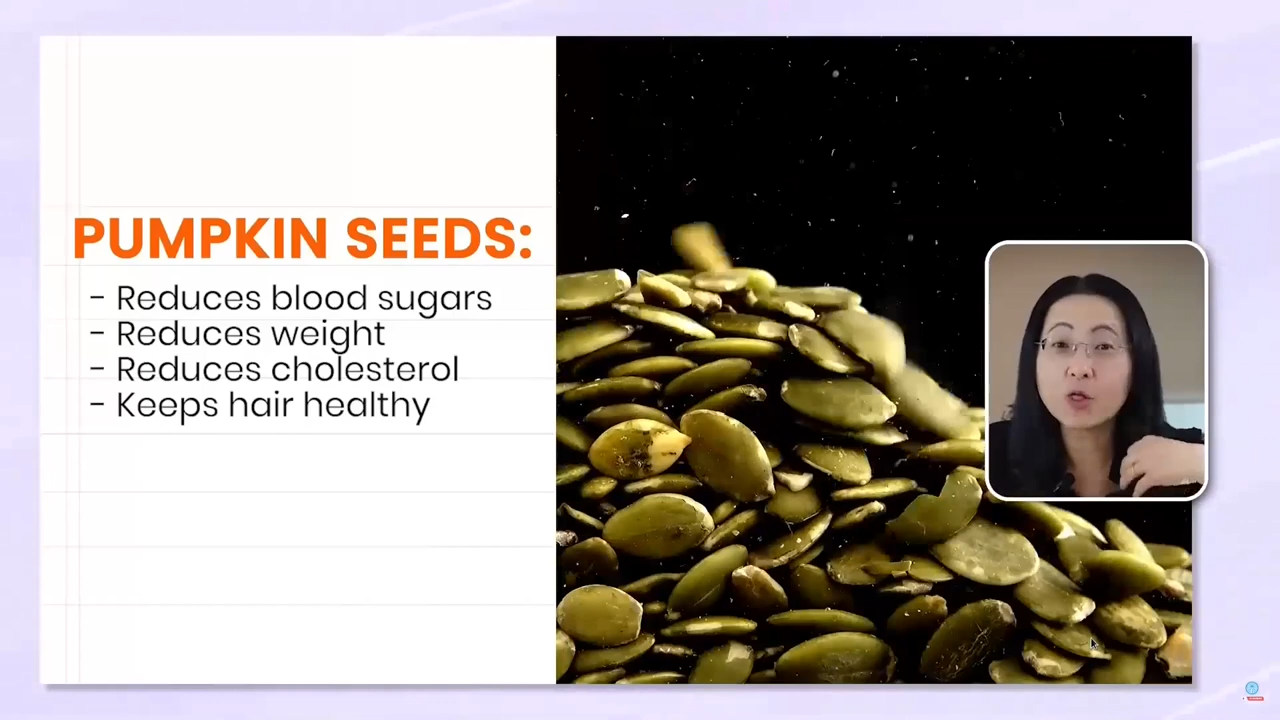 PUMPKIN SEEDS:
- Reduces blood sugars
- Reduces weight
- Reduces cholesterol
- Keeps hair healthy